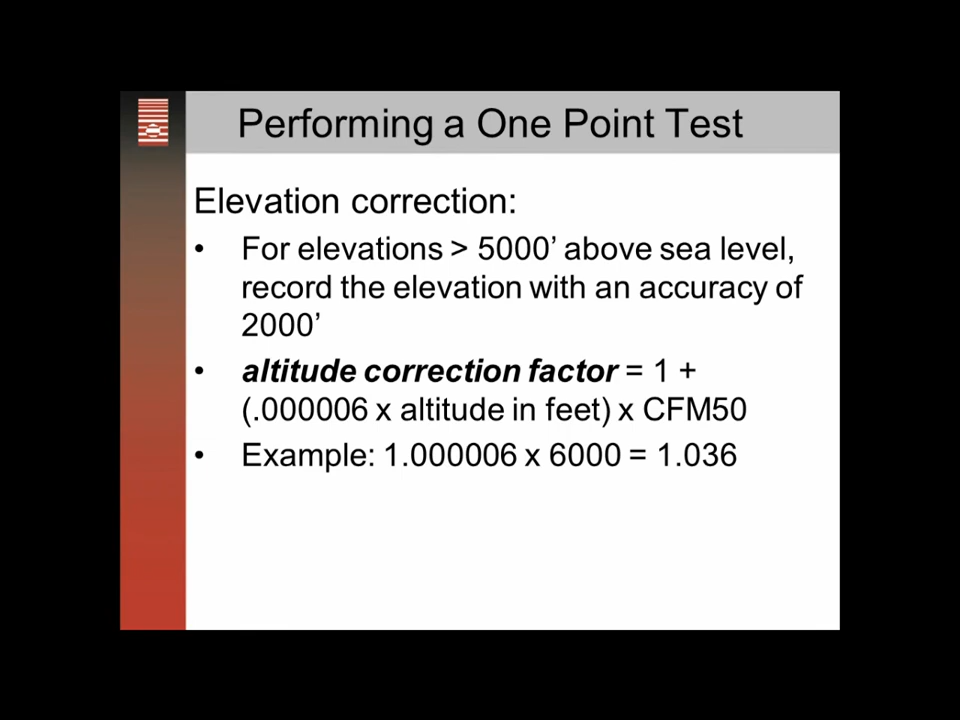 Performing a One Point Test
Elevation correction:
• For elevations > 5000’ above sea level,
record the elevation with an accuracy of
2000’
• altitude correction factor = 1 +
(.000006 x altitude in feet) x CFM50
• Example: 1.000006 x 6000 = 1.036